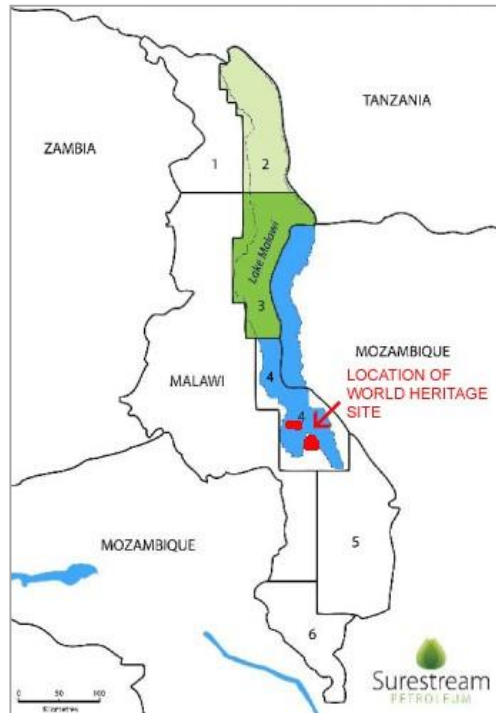 TANZANIA
ZAMBIA
1
2
Lake Malawi
3
MOZAMBIQUE
4
MALAWI
LOCATION OF
WORLD HERITAGE
SITE
4
MOZAMBIQUE
5
6
0 50 100
Kilometres
Surestream
PETROLEUM